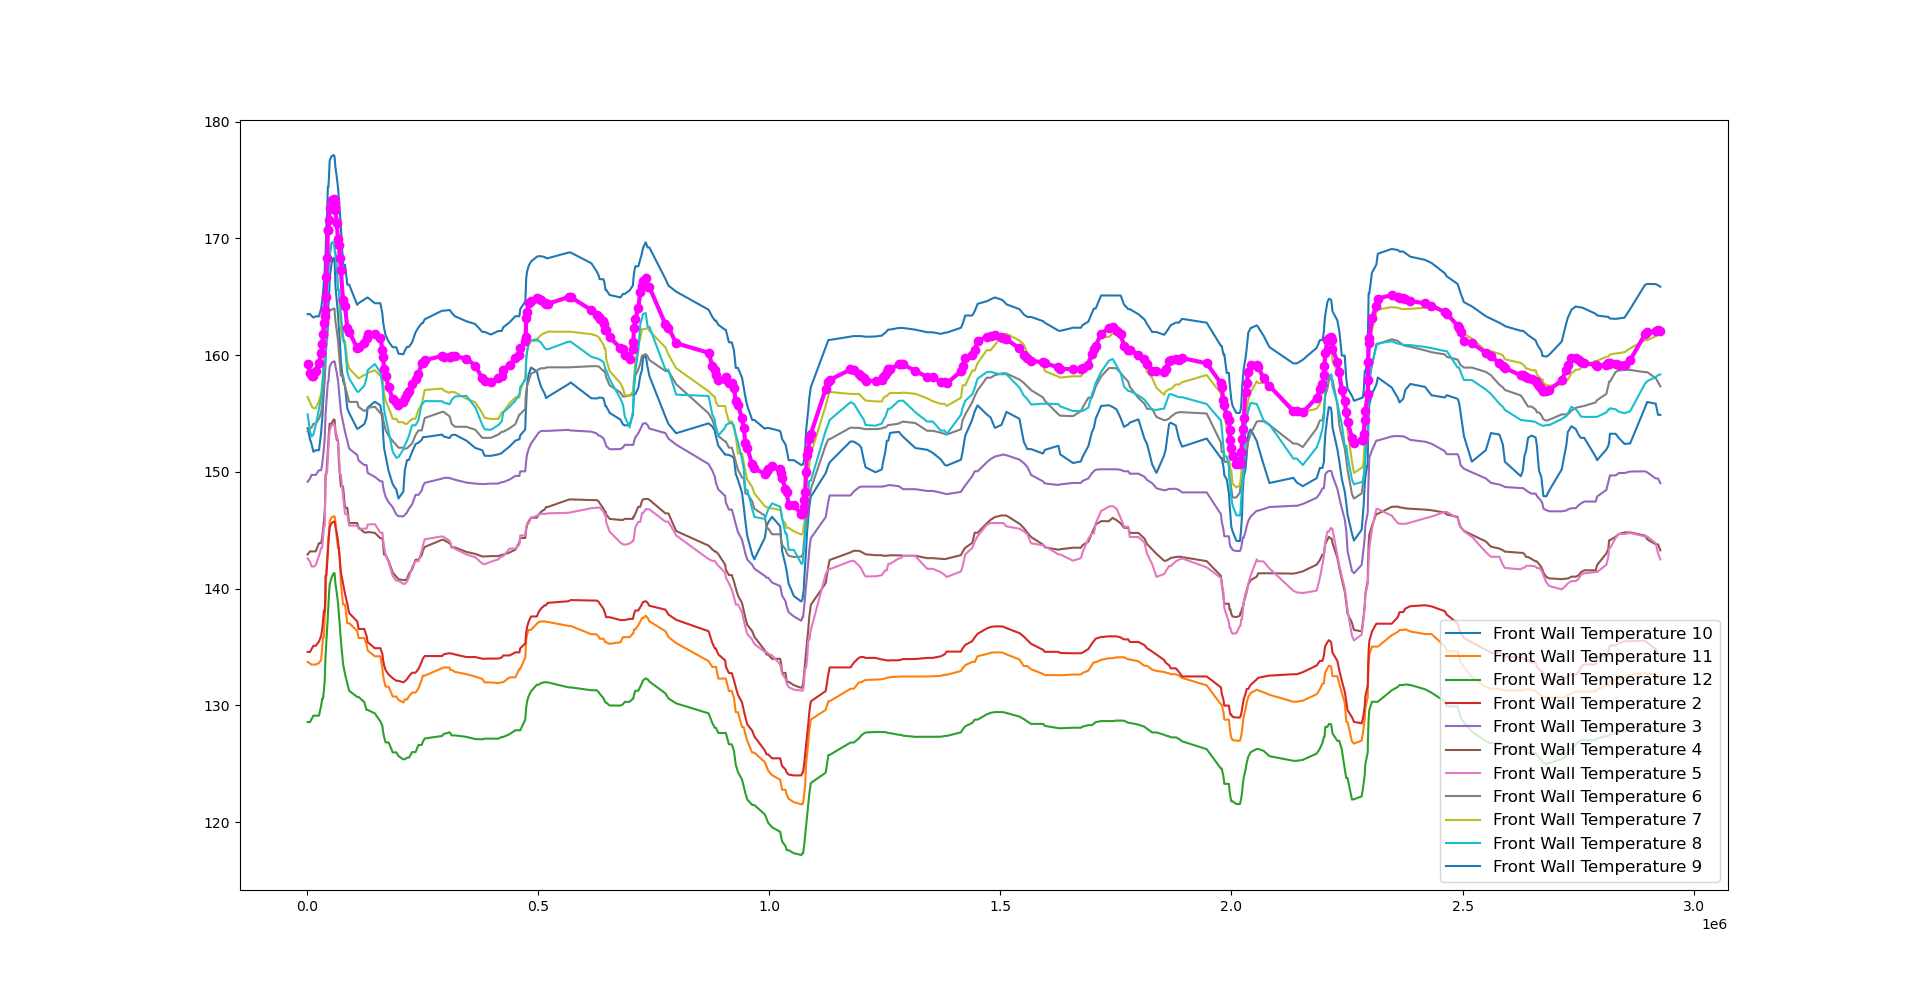 180
170
160
150
140
130
120
0.0 0.5 1.0 1.5 2.0 2.5 3.0
1e6
Front Wall Temperature 10
Front Wall Temperature 11
Front Wall Temperature 12
Front Wall Temperature 2
Front Wall Temperature 3
Front Wall Temperature 4
Front Wall Temperature 5
Front Wall Temperature 6
Front Wall Temperature 7
Front Wall Temperature 8
Front Wall Temperature 9